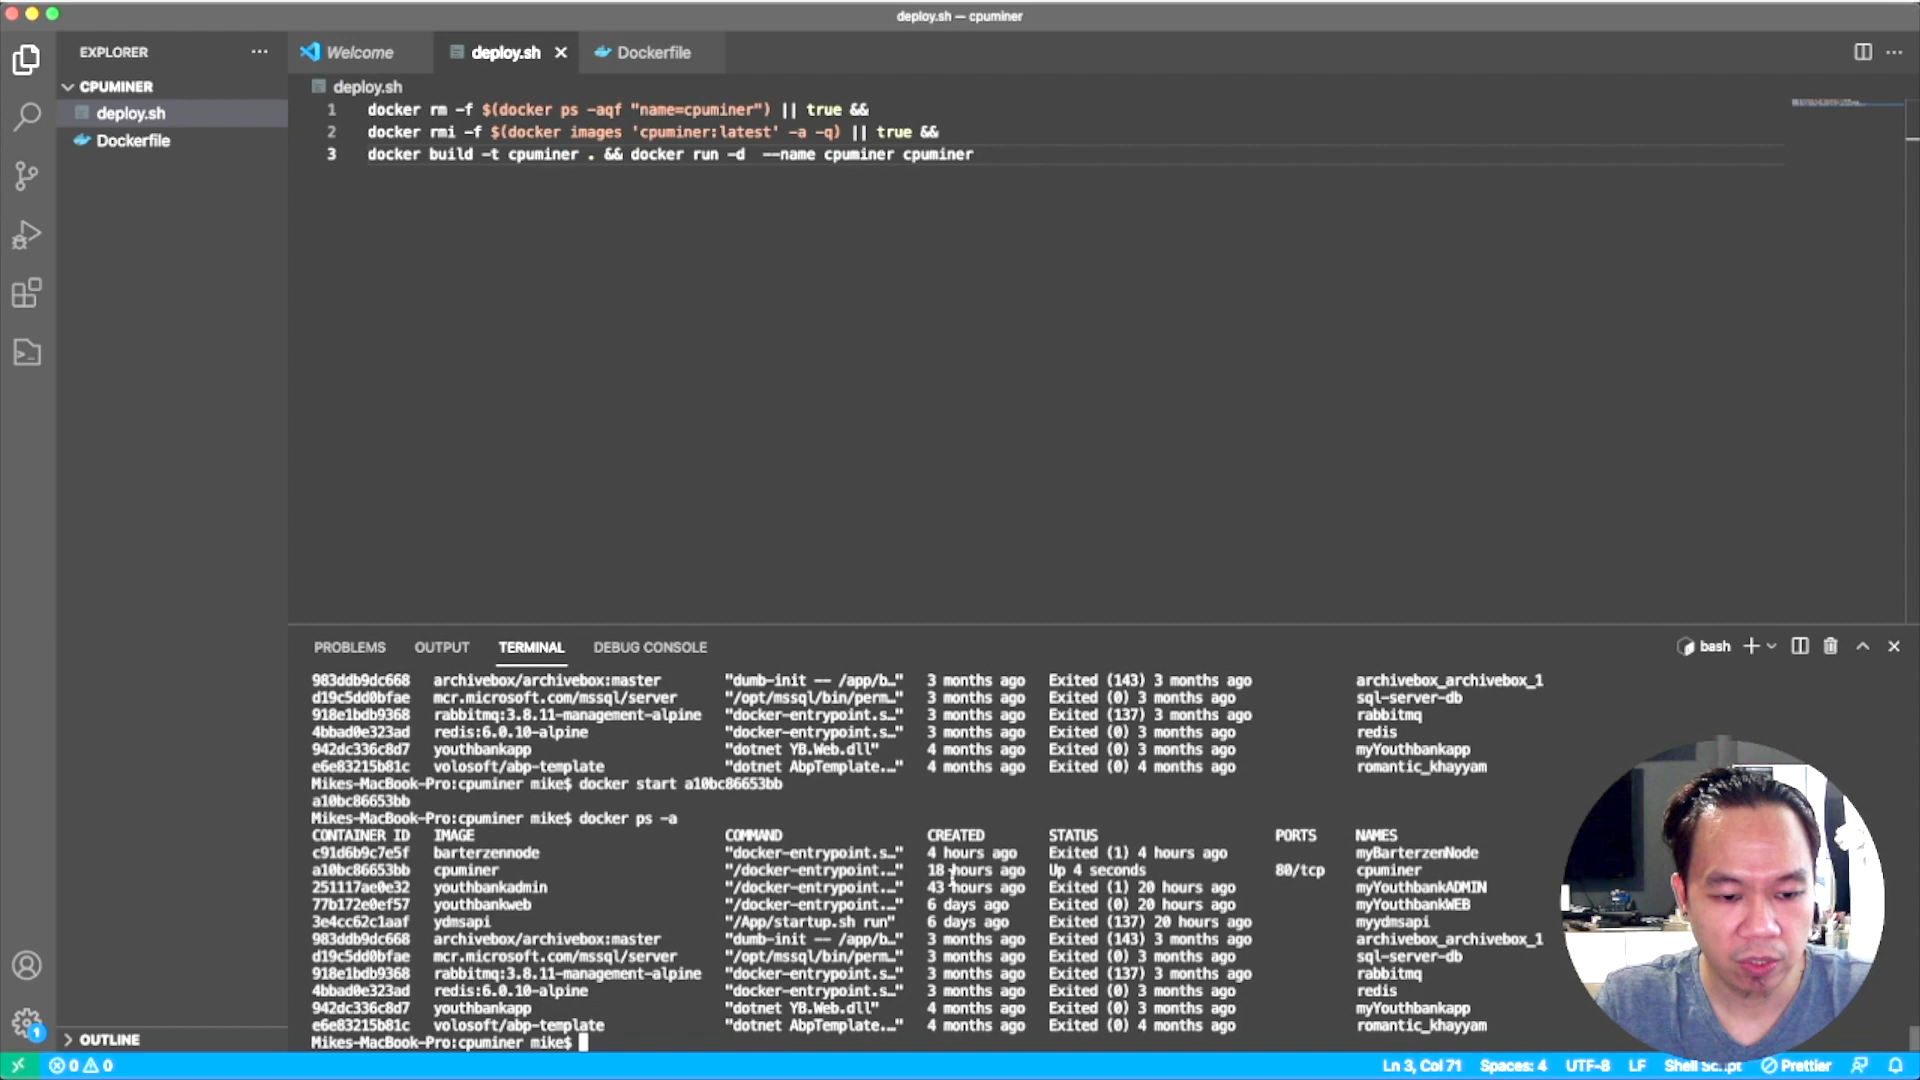 deploy.sh — cpuminer
EXPLORER
Welcome
deploy.sh
Dockerfile
CPUMINER
deploy.sh
Dockerfile
deploy.sh
1 docker rm -f $(docker ps -aqf "name=cpuminer") || true &&
2 docker rmi -f $(docker images 'cpuminer:latest' -a -q) || true &&
3 docker build -t cpuminer . && docker run -d  --name cpuminer cpuminer
PROBLEMS OUTPUT TERMINAL DEBUG CONSOLE
bash
983ddb9dc668 archivebox/archivebox:master "dumb-init -- /app/b…" 3 months ago Exited (143) 3 months ago archivebox_archivebox_1
d19c5dd0bfae mcr.microsoft.com/mssql/server "/opt/mssql/bin/perm…" 3 months ago Exited (0) 3 months ago sql-server-db
918e1bdb9368 rabbitmq:3.8.11-management-alpine "docker-entrypoint.s…" 3 months ago Exited (137) 3 months ago rabbitmq
4bbad0e323ad redis:6.0.10-alpine "docker-entrypoint.s…" 3 months ago Exited (0) 3 months ago redis
942dc336c8d7 youthbankapp "dotnet YB.Web.dll" 4 months ago Exited (0) 3 months ago myYouthbankapp
e6e83215b81c volosoft/abp-template "dotnet AbpTemplate.…" 4 months ago Exited (0) 4 months ago romantic_khayyam
Mikes-MacBook-Pro:cpuminer mike$ docker start a10bc86653bb
a10bc86653bb
Mikes-MacBook-Pro:cpuminer mike$ docker ps -a
CONTAINER ID IMAGE COMMAND CREATED STATUS PORTS NAMES
c91d6b9c7e5f barterzennode "docker-entrypoint.s…" 4 hours ago Exited (1) 4 hours ago myBarterzenNode
a10bc86653bb cpuminer "/docker-entrypoint.…" 18 hours ago Up 4 seconds 80/tcp cpuminer
251117ae0e32 youthbankadmin "/docker-entrypoint.…" 43 hours ago Exited (1) 20 hours ago myYouthbankADMIN
77b172e0ef57 youthbankweb "/docker-entrypoint.…" 6 days ago Exited (0) 20 hours ago myYouthbankWEB
3e4cc62c1aaf ydmsapi "/App/startup.sh run" 6 days ago Exited (137) 20 hours ago myydmsapi
983ddb9dc668 archivebox/archivebox:master "dumb-init -- /app/b…" 3 months ago Exited (143) 3 months ago archivebox_archivebox_1
d19c5dd0bfae mcr.microsoft.com/mssql/server "/opt/mssql/bin/perm…" 3 months ago Exited (0) 3 months ago sql-server-db
918e1bdb9368 rabbitmq:3.8.11-management-alpine "docker-entrypoint.s…" 3 months ago Exited (137) 3 months ago rabbitmq
4bbad0e323ad redis:6.0.10-alpine "docker-entrypoint.s…" 3 months ago Exited (0) 3 months ago redis
942dc336c8d7 youthbankapp "dotnet YB.Web.dll" 4 months ago Exited (0) 3 months ago myYouthbankapp
e6e83215b81c volosoft/abp-template "dotnet AbpTemplate.…" 4 months ago Exited (0) 4 months ago romantic_khayyam
Mikes-MacBook-Pro:cpuminer mike$
OUTLINE
1
0 0 Ln 3, Col 71 Spaces: 4 UTF-8 LF Shell Script Prettier